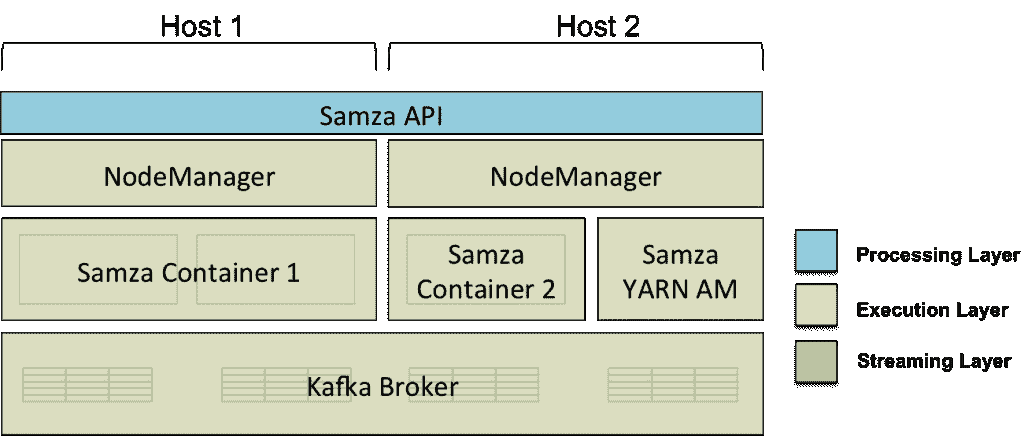 Host 1
Host 2
Samza API
NodeManager
NodeManager
Samza Container 1
Samza
Container 2
Samza
YARN AM
Kafka Broker
Processing Layer
Execution Layer
Streaming Layer